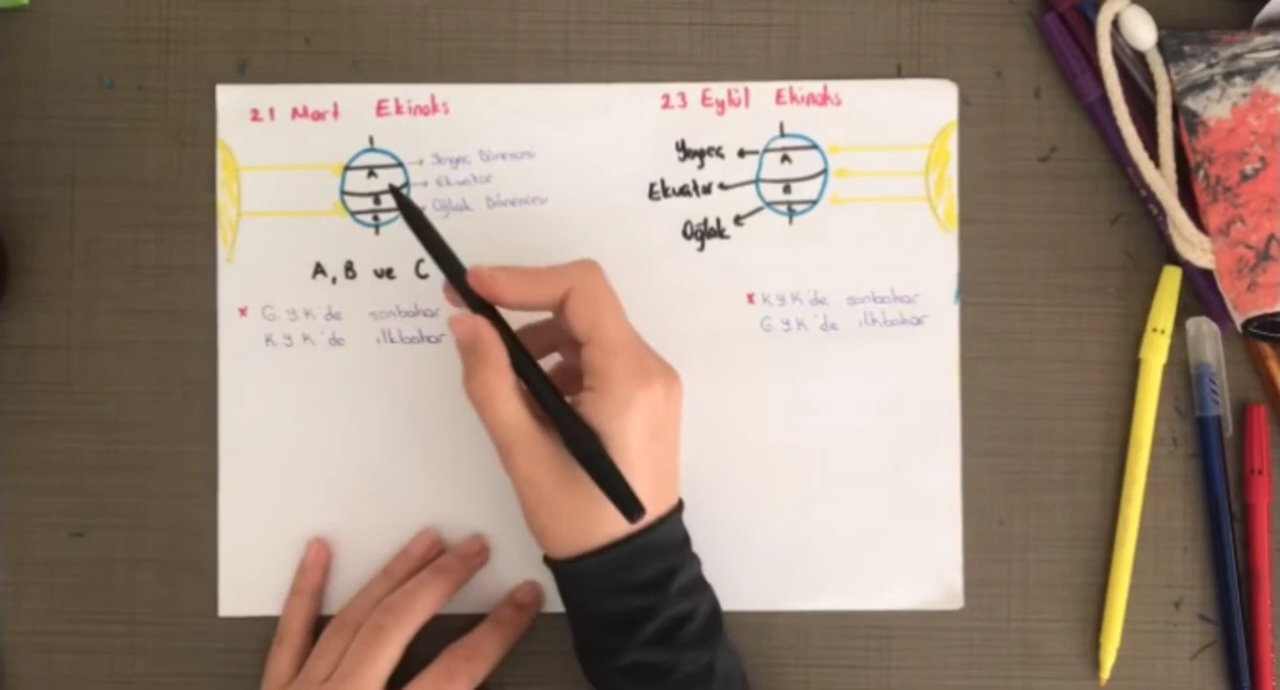 21 Mart Ekinoks
A
B
C
Yengeç Dönencesi
Ekvator
Oğlak Dönencesi
A, B ve C
x G.Y.K'de sonbahar
K.Y.K'de ilkbahar
23 Eylül Ekinoks
Yengeç
Ekvator
Oğlak
A
B
C
x K.Y.K'de sonbahar
G.Y.K'de ilkbahar